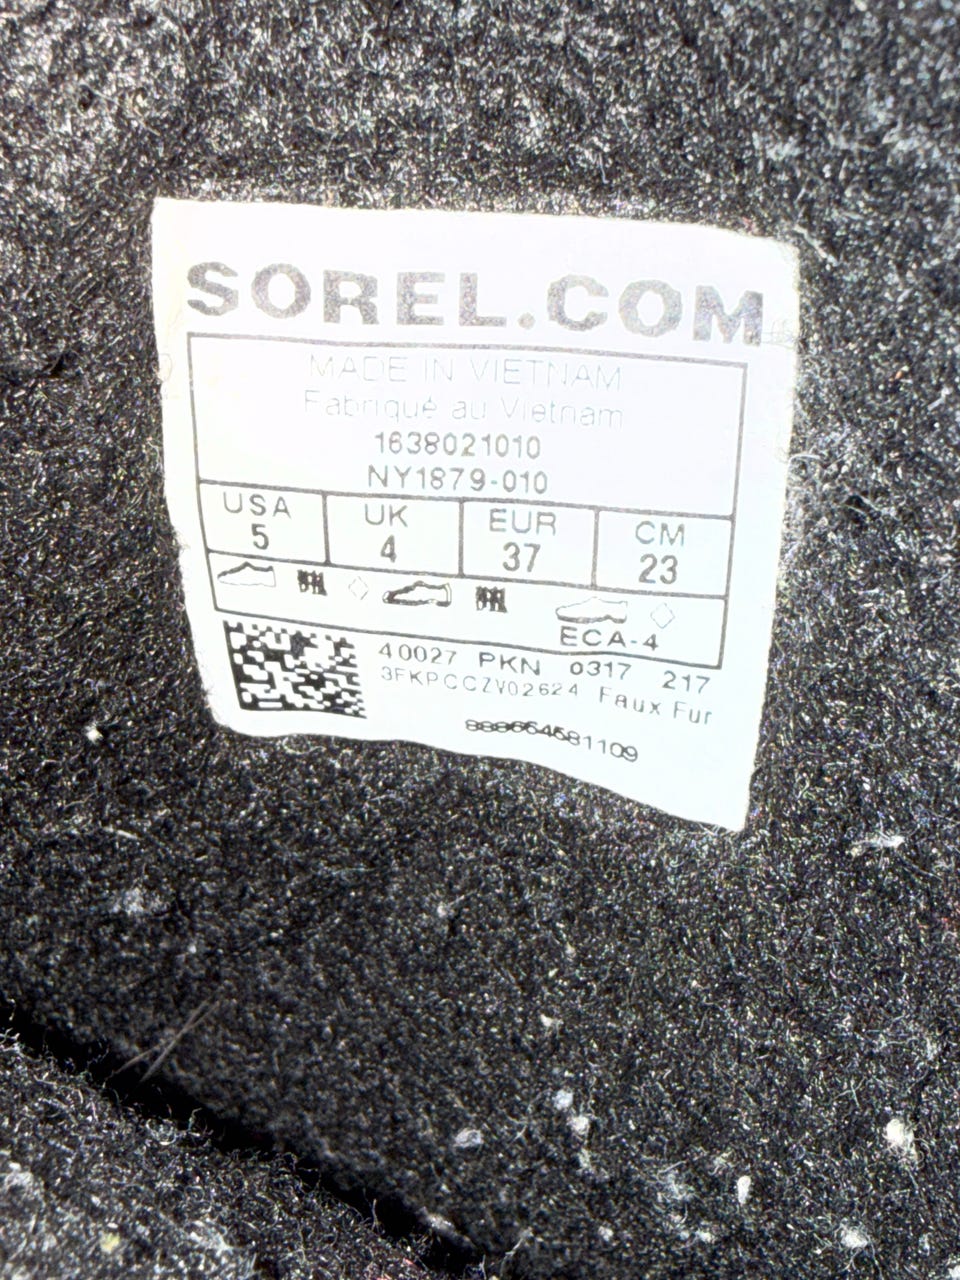 SOREL.COM
MADE IN VIETNAM
Fabriqué au Vietnam
1638021010
NY1879-010
USA UK EUR CM
5 4 37 23
ECA-4
40027 PKN 0317 217
3FKPCCZV02624 Faux Fur
888664681109